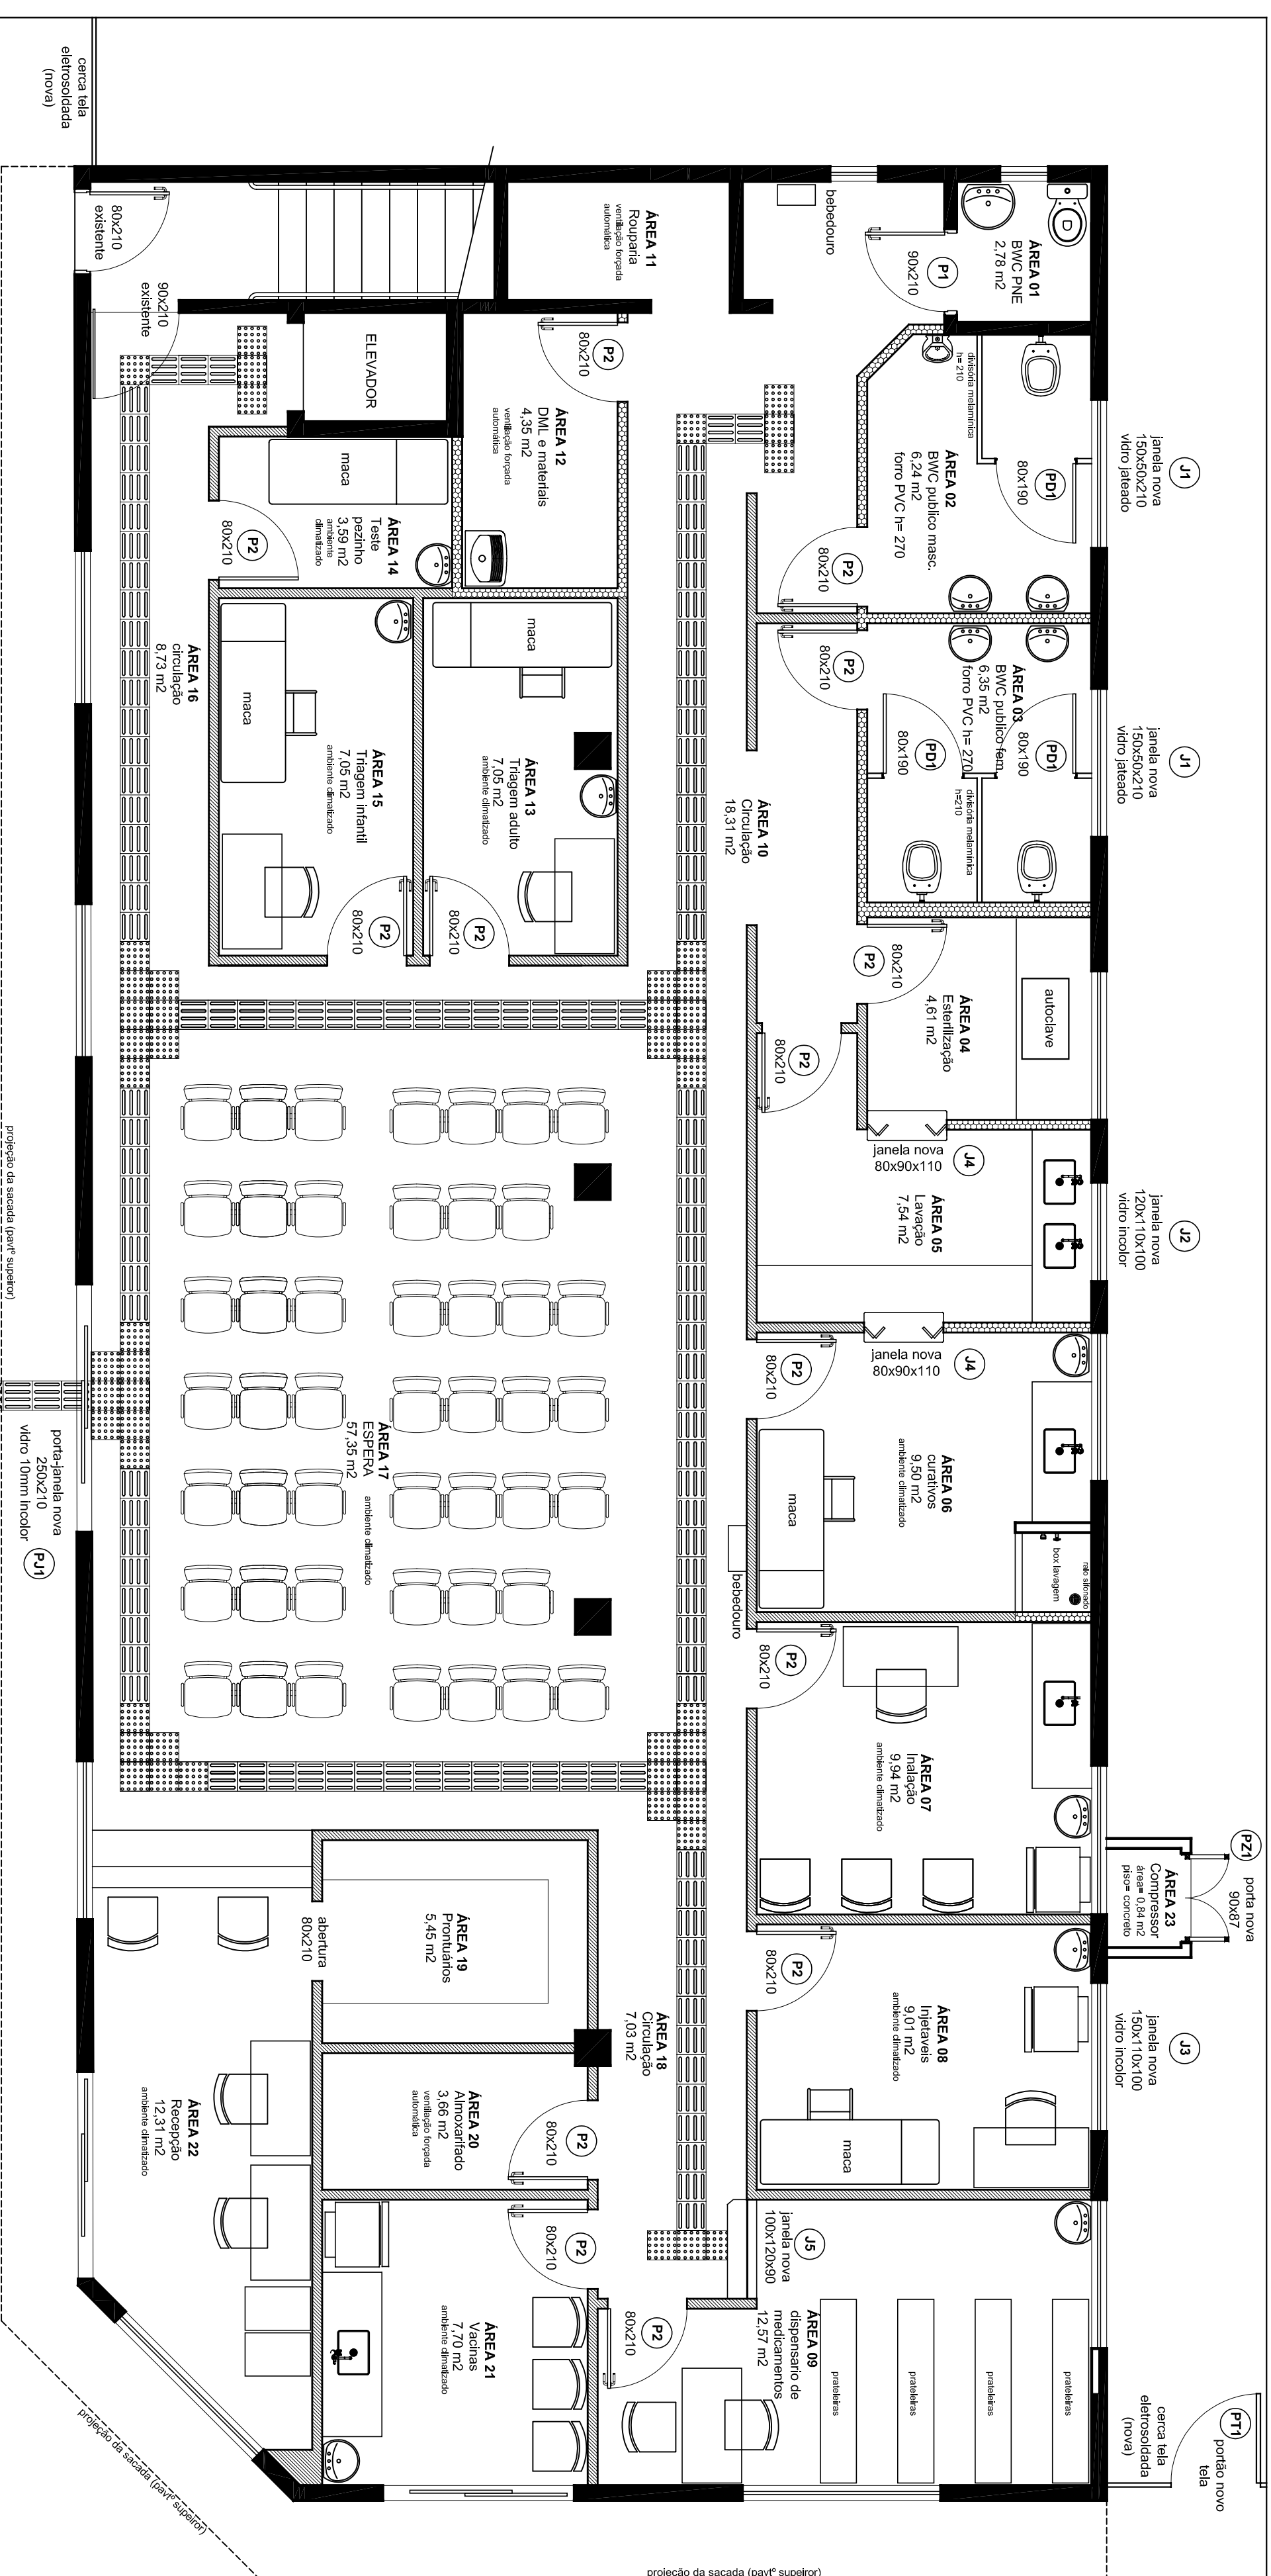 cerca tela
eletrosoldada
(nova)
80x210
existente
90x210
existente
ELEVADOR
ÁREA 11
Rouparia
ventilação forçada
automática
bebedouro
P1
90x210
ÁREA 01
BWC PNE
2,78 m2
P2
80x210
ÁREA 12
DML e materiais
4,35 m2
ventilação forçada
automática
divisória melamínica
h= 210
ÁREA 02
BWC publico masc.
6,24 m2
forro PVC h= 270
PD1
80x190
J1
janela nova
150x50x210
vidro jateado
P2
80x210
maca
ÁREA 14
Teste
pezinho
3,59 m2
ambiente
climatizado
P2
80x210
P2
80x210
ÁREA 03
BWC publico fem.
6,35 m2
forro PVC h= 270
PD1
80x190
PD1
80x190
divisória melamínica
h=210
J1
janela nova
150x50x210
vidro jateado
ÁREA 16
circulação
8,73 m2
maca
ÁREA 15
Triagem infantil
7,05 m2
ambiente climatizado
maca
ÁREA 13
Triagem adulto
7,05 m2
ambiente climatizado
P2
80x210
P2
80x210
ÁREA 10
Circulação
18,31 m2
P2
80x210
ÁREA 04
Esterilização
4,61 m2
autoclave
P2
80x210
J4
janela nova
80x90x110
ÁREA 05
Lavação
7,54 m2
J2
janela nova
120x110x100
vidro incolor
J4
janela nova
80x90x110
P2
80x210
projeção da sacada (pavtº supeiror)
porta-janela nova
250x210
vidro 10mm incolor
PJ1
ÁREA 17
ESPERA
57,35 m2
ambiente climatizado
maca
ÁREA 06
curativos
9,50 m2
ambiente climatizado
box lavagem
ralo sifonado
bebedouro
P2
80x210
ÁREA 07
Inalação
9,94 m2
ambiente climatizado
PZ1
porta nova
90x87
ÁREA 23
Compressor
área= 0,84 m2
piso= concreto
abertura
80x210
ÁREA 19
Prontuários
5,45 m2
P2
80x210
ÁREA 08
Injetaveis
9,01 m2
ambiente climatizado
maca
J3
janela nova
150x110x100
vidro incolor
ÁREA 18
Circulação
7,03 m2
ÁREA 22
Recepção
12,31 m2
ambiente climatizado
ÁREA 20
Almoxarifado
3,66 m2
ventilação forçada
automática
P2
80x210
P2
80x210
J5
janela nova
100x120x90
ÁREA 21
Vacinas
7,70 m2
ambiente climatizado
P2
80x210
ÁREA 09
dispensario de
medicamentos
12,57 m2
prateleiras
prateleiras
prateleiras
prateleiras
cerca tela
eletrosoldada
(nova)
PT1
portão novo
tela
projeção da sacada (pavtº supeiror)
projeção da sacada (pavtº supeiror)